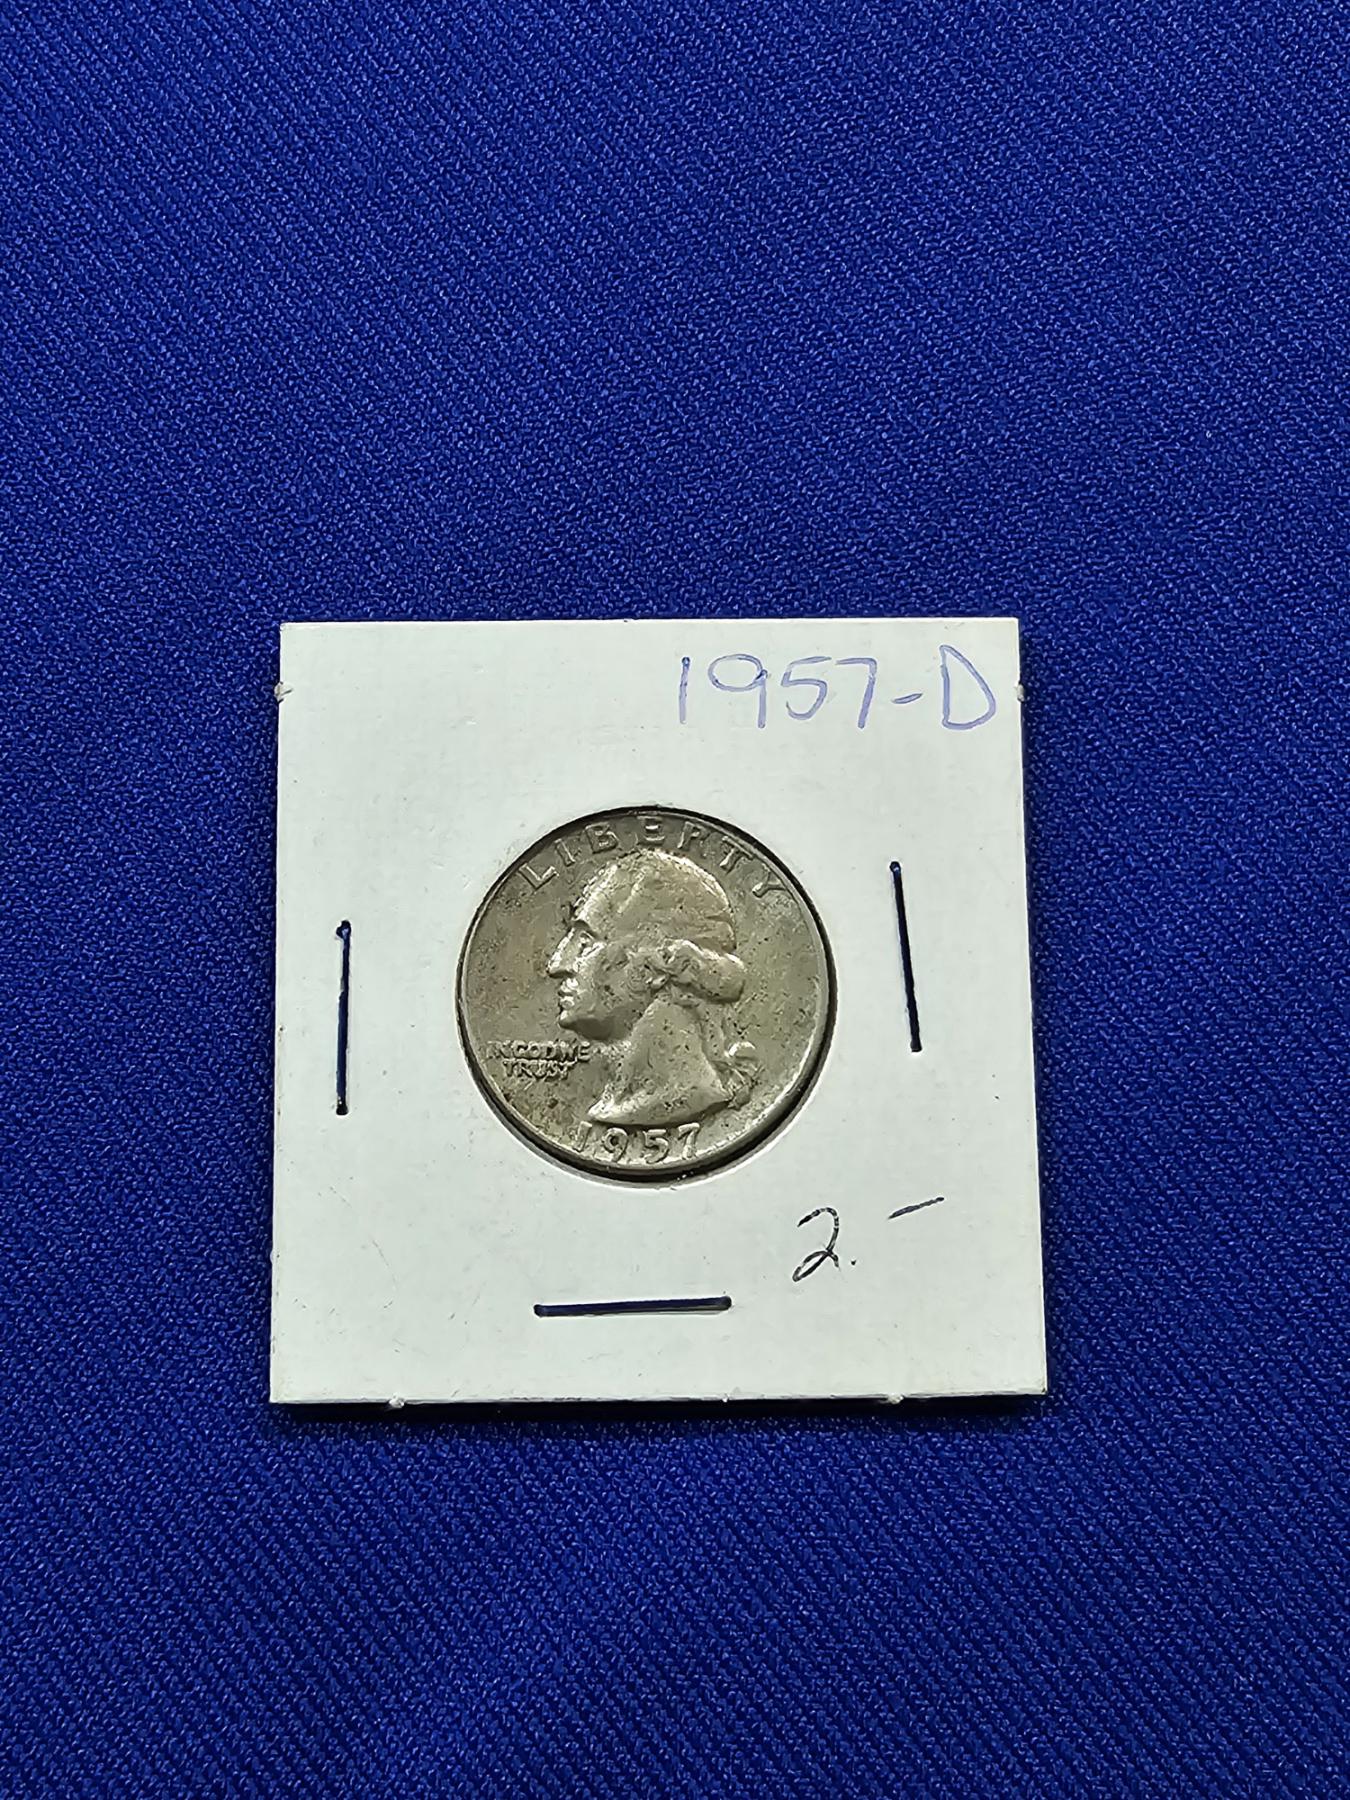 1957-D
LIBERTY
IN GOD WE
TRUST
1957
2.-